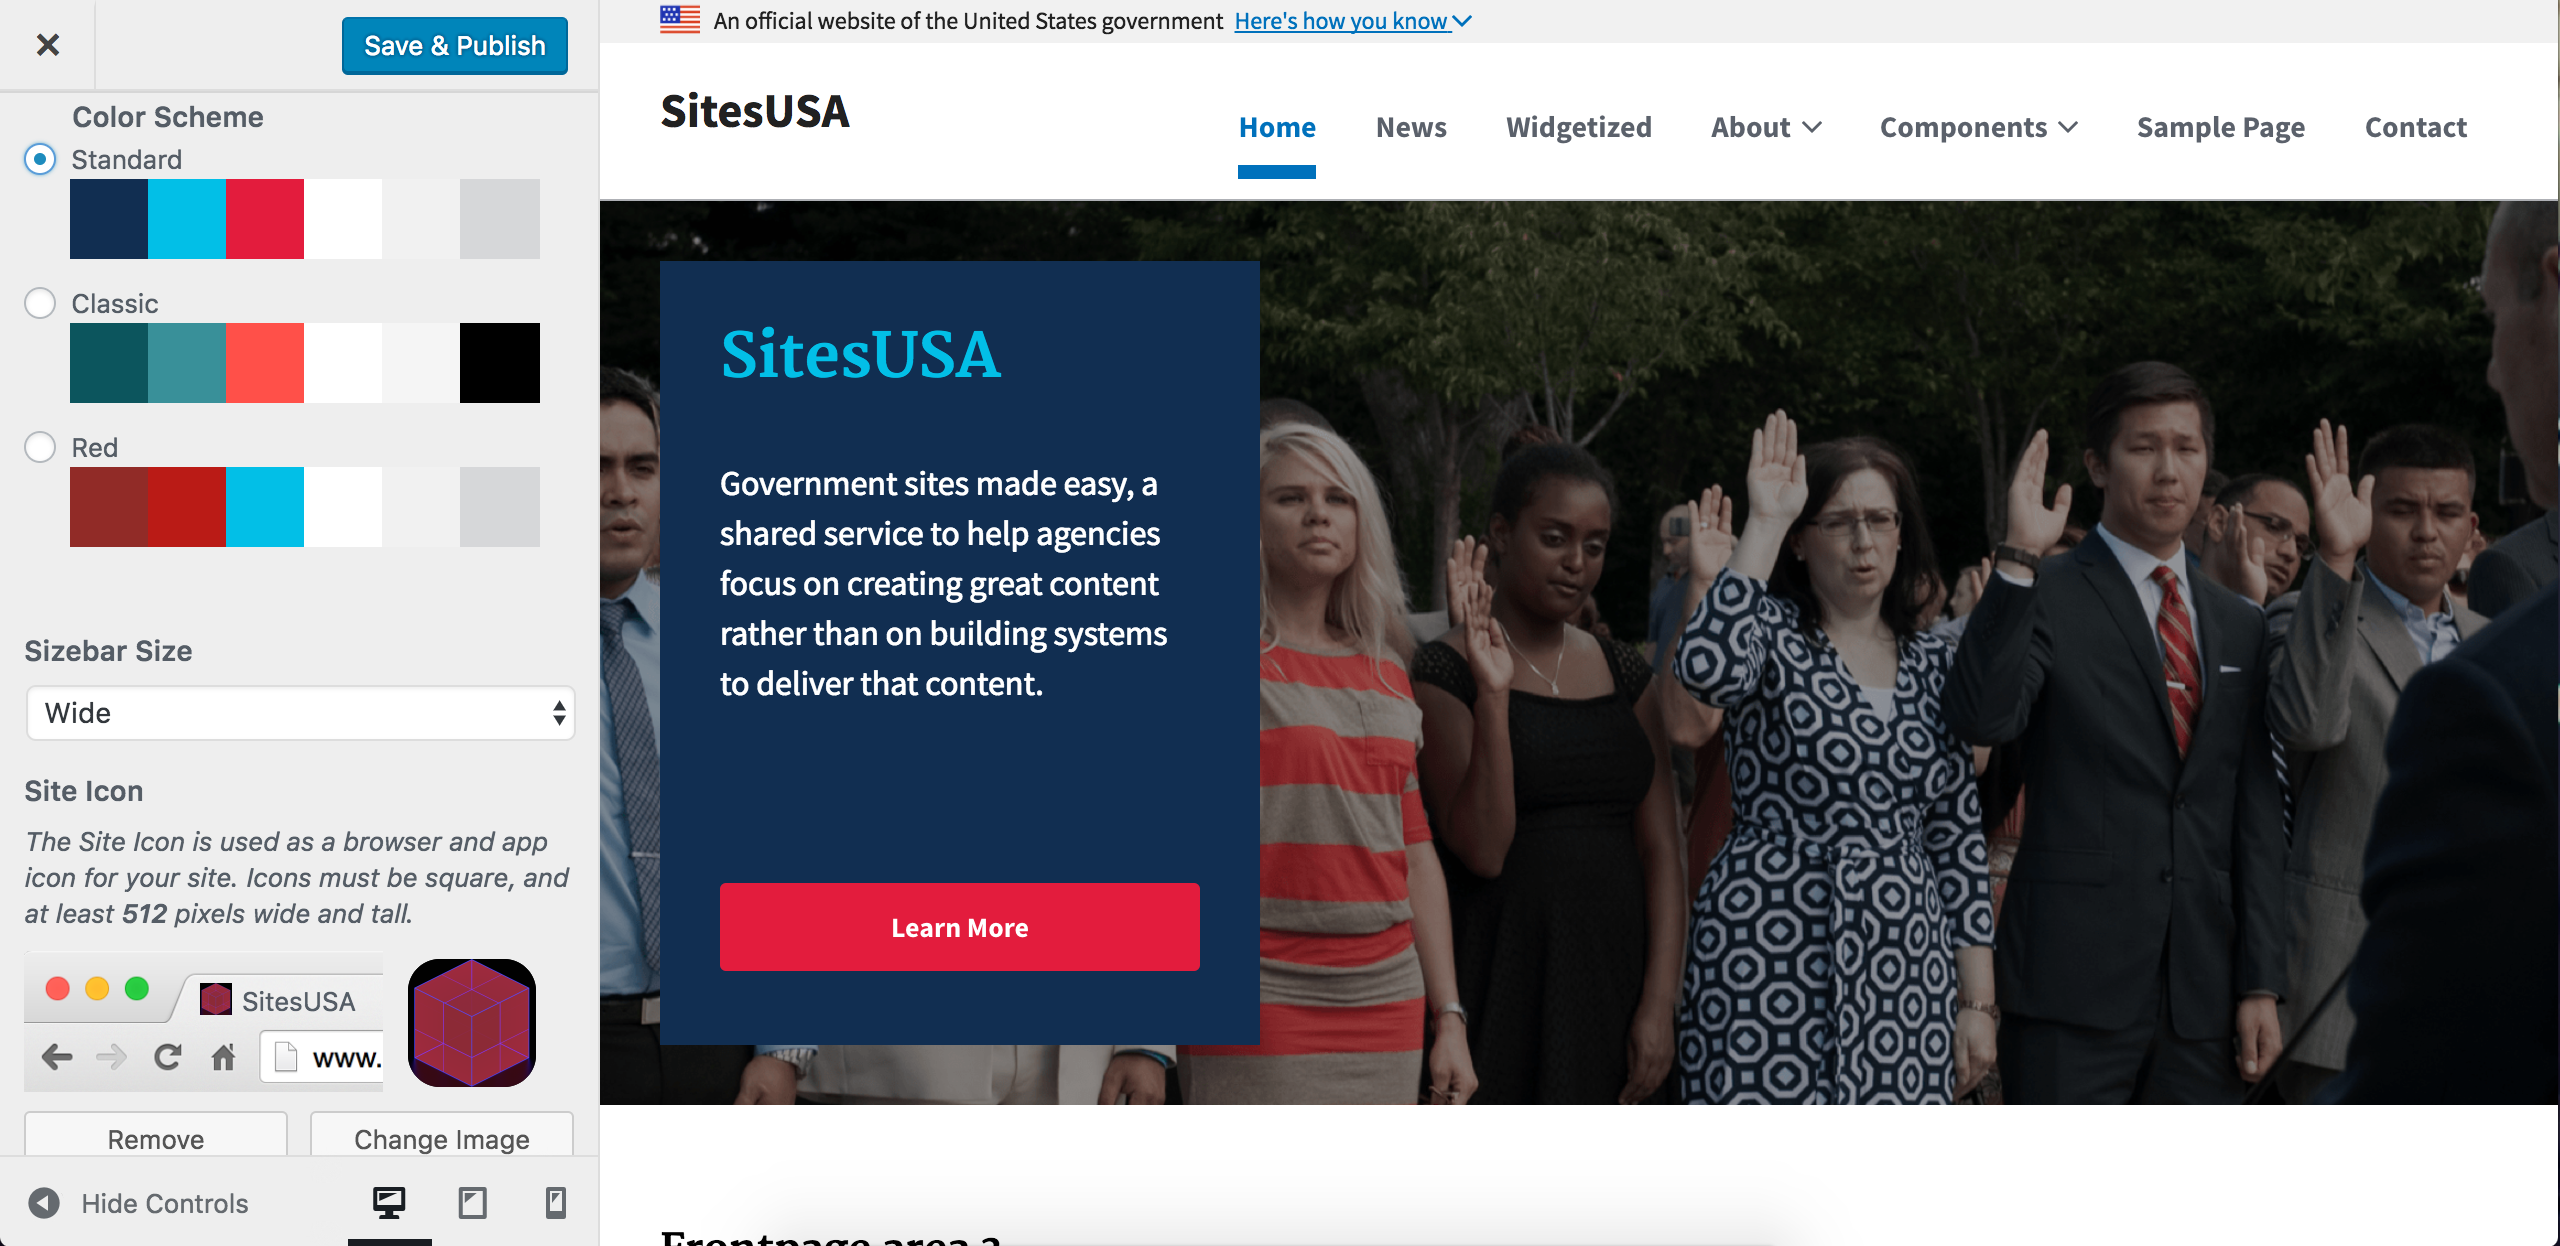 Save & Publish
Color Scheme
Standard
Classic
Red
Sizebar Size
Wide
Site Icon
The Site Icon is used as a browser and app
icon for your site. Icons must be square, and
at least 512 pixels wide and tall.
SitesUSA
www.
Remove
Change Image
Hide Controls
An official website of the United States government Here's how you know
SitesUSA
Home News Widgetized About Components Sample Page Contact
SitesUSA
Government sites made easy, a
shared service to help agencies
focus on creating great content
rather than on building systems
to deliver that content.
Learn More
Frontpage area 2